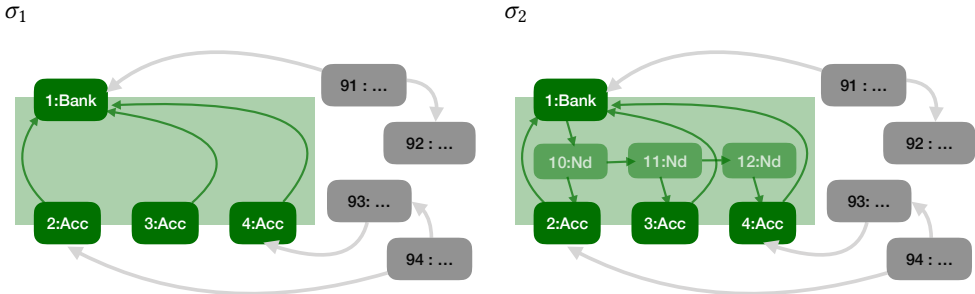 σ1 σ2
91 : ... 91 : ...
1:Bank 1:Bank
92 : ... 92 : ...
10:Nd 11:Nd 12:Nd
93: ... 93: ...
2:Acc 3:Acc 4:Acc 2:Acc 3:Acc 4:Acc
94 : ... 94 : ...